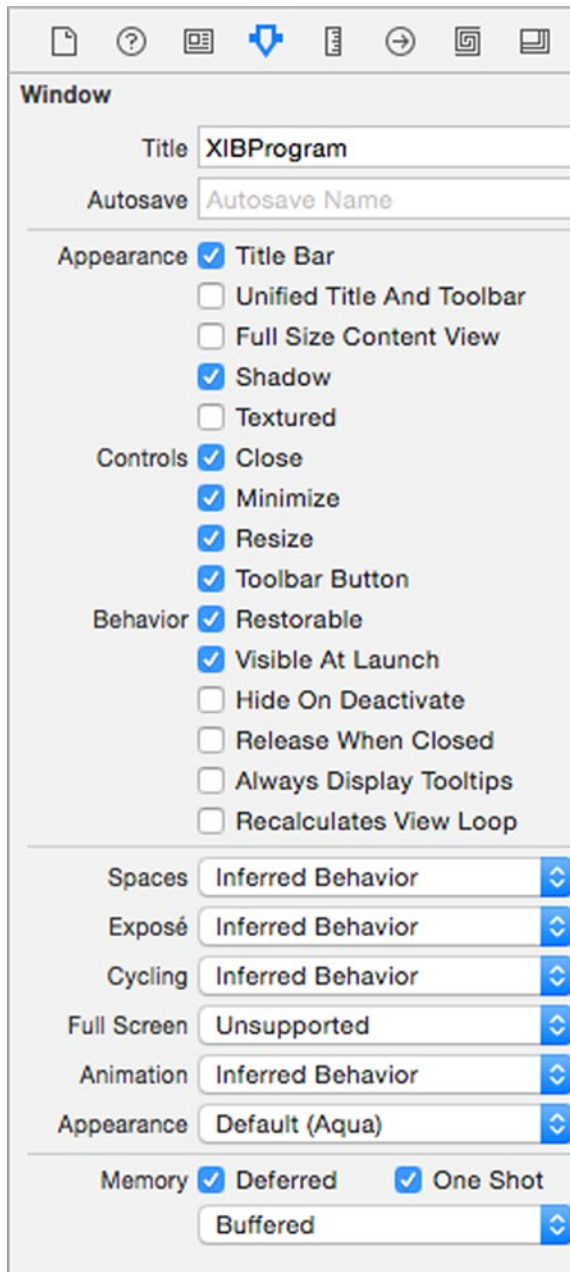 Window
Title XIBProgram
Autosave Autosave Name
Appearance Title Bar
Unified Title And Toolbar
Full Size Content View
Shadow
Textured
Controls Close
Minimize
Resize
Toolbar Button
Behavior Restorable
Visible At Launch
Hide On Deactivate
Release When Closed
Always Display Tooltips
Recalculates View Loop
Spaces Inferred Behavior
Exposé Inferred Behavior
Cycling Inferred Behavior
Full Screen Unsupported
Animation Inferred Behavior
Appearance Default (Aqua)
Memory Deferred One Shot
Buffered